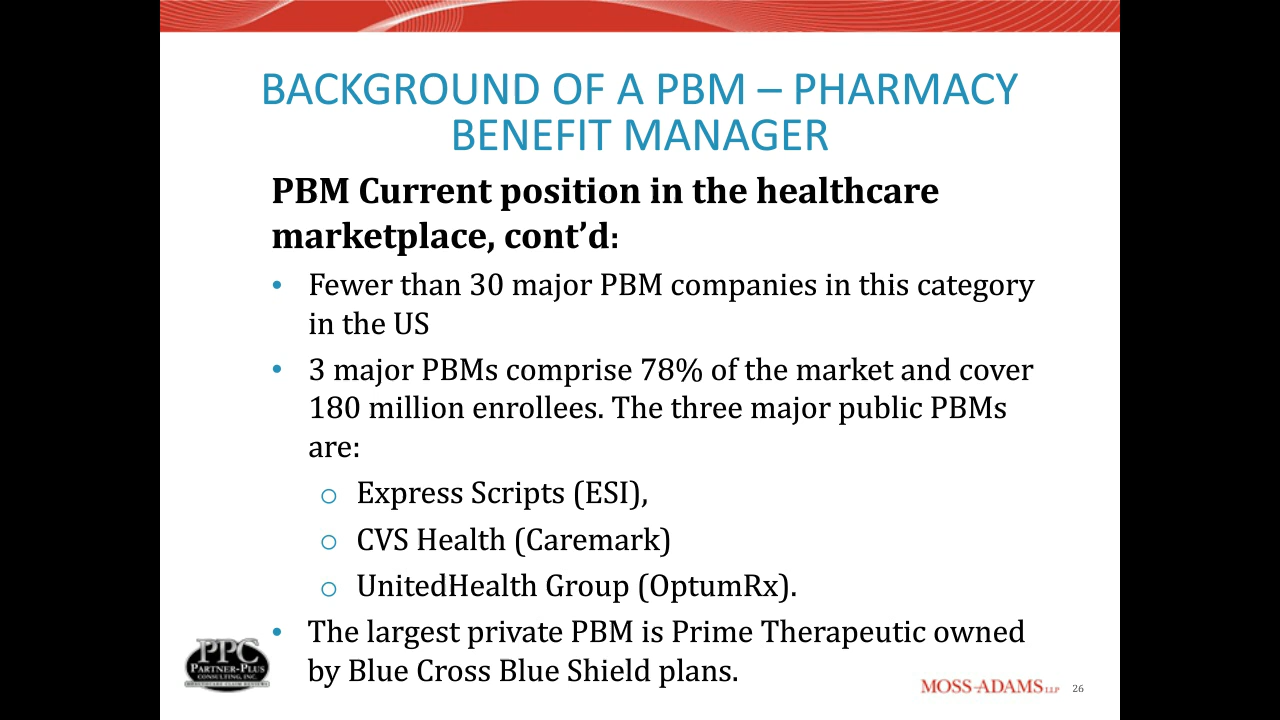 BACKGROUND OF A PBM – PHARMACY
BENEFIT MANAGER
PBM Current position in the healthcare
marketplace, cont’d:
• Fewer than 30 major PBM companies in this category
in the US
• 3 major PBMs comprise 78% of the market and cover
180 million enrollees. The three major public PBMs
are:
o Express Scripts (ESI),
o CVS Health (Caremark)
o UnitedHealth Group (OptumRx).
• The largest private PBM is Prime Therapeutic owned
by Blue Cross Blue Shield plans.
PPC
PARTNER-PLUS
CONSULTING, INC.
MOSS-ADAMS LLP 26